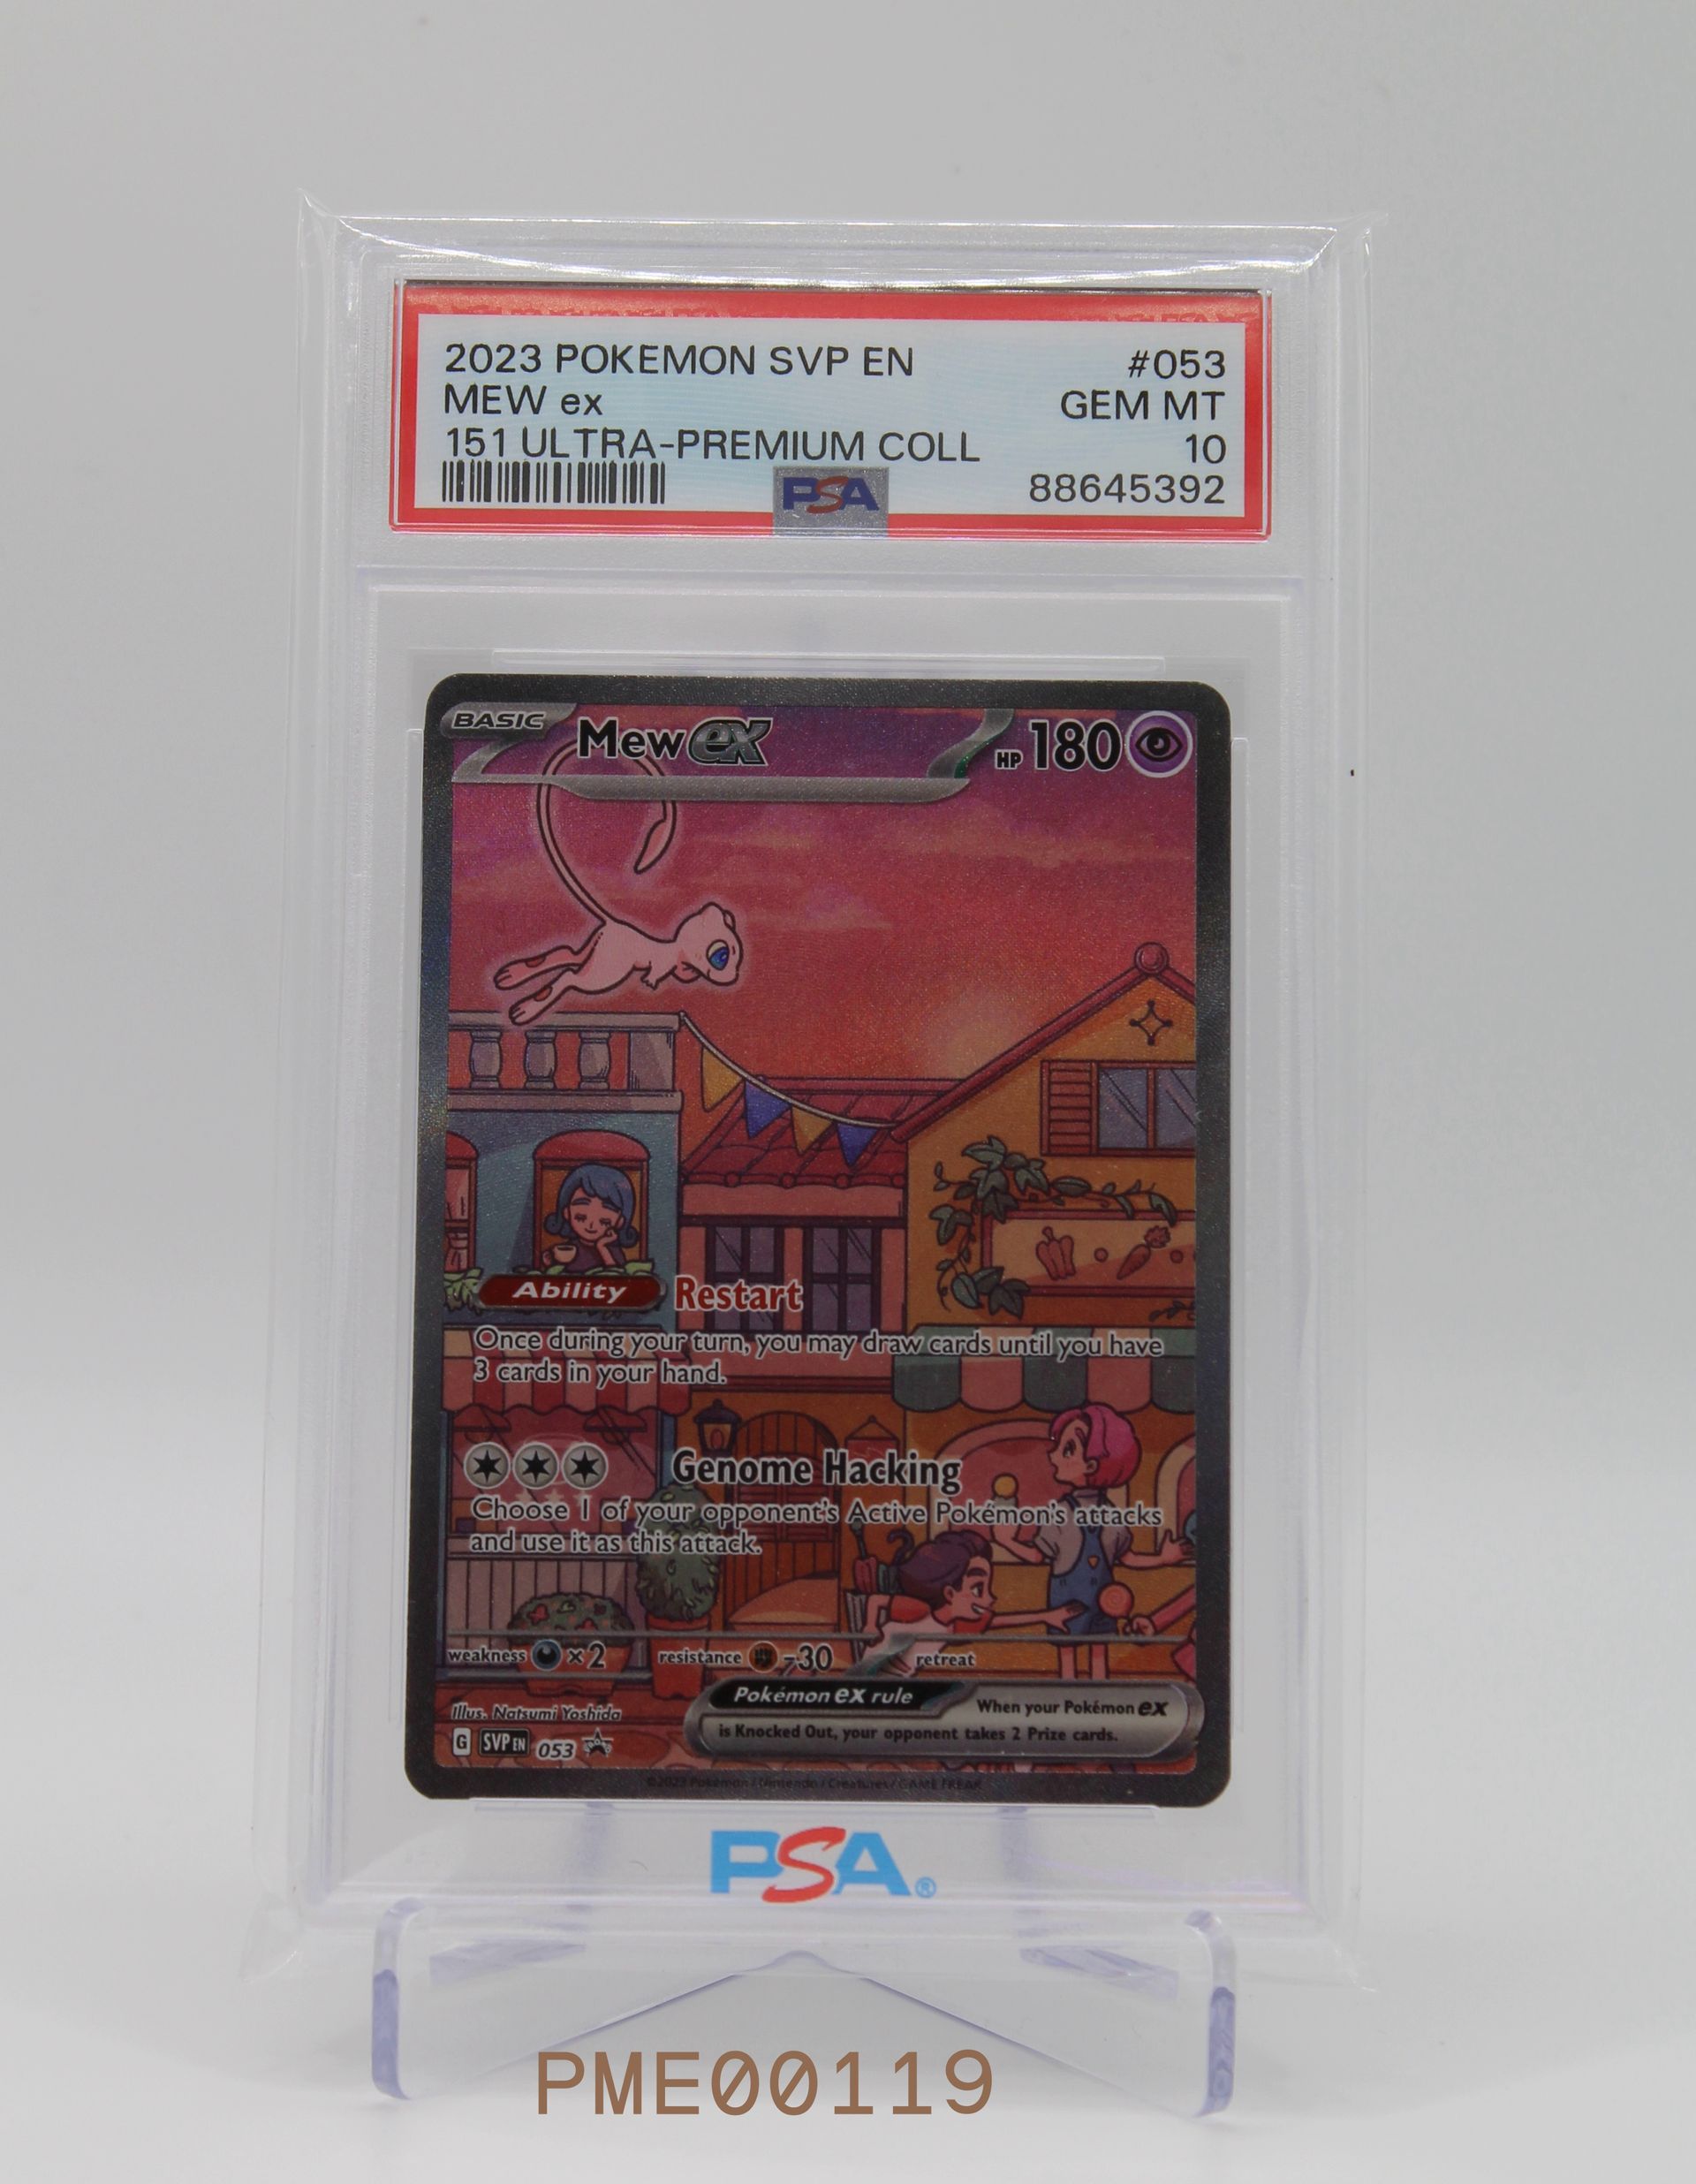 2023 POKEMON SVP EN #053
MEW ex GEM MT
151 ULTRA-PREMIUM COLL 10
PSA 88645392
BASIC Mew ex HP 180
Ability Restart
Once during your turn, you may draw cards until you have
3 cards in your hand.
Genome Hacking
Choose 1 of your opponent's Active Pokémon's attacks
and use it as this attack.
weakness ×2 resistance -30 retreat
Pokémon ex rule When your Pokémon ex
is Knocked Out, your opponent takes 2 Prize cards.
Illus. Natsumi Yoshida
G SVP EN 053 PROMO
©2023 Pokémon / Nintendo / Creatures / GAME FREAK
PSA®
PME00119